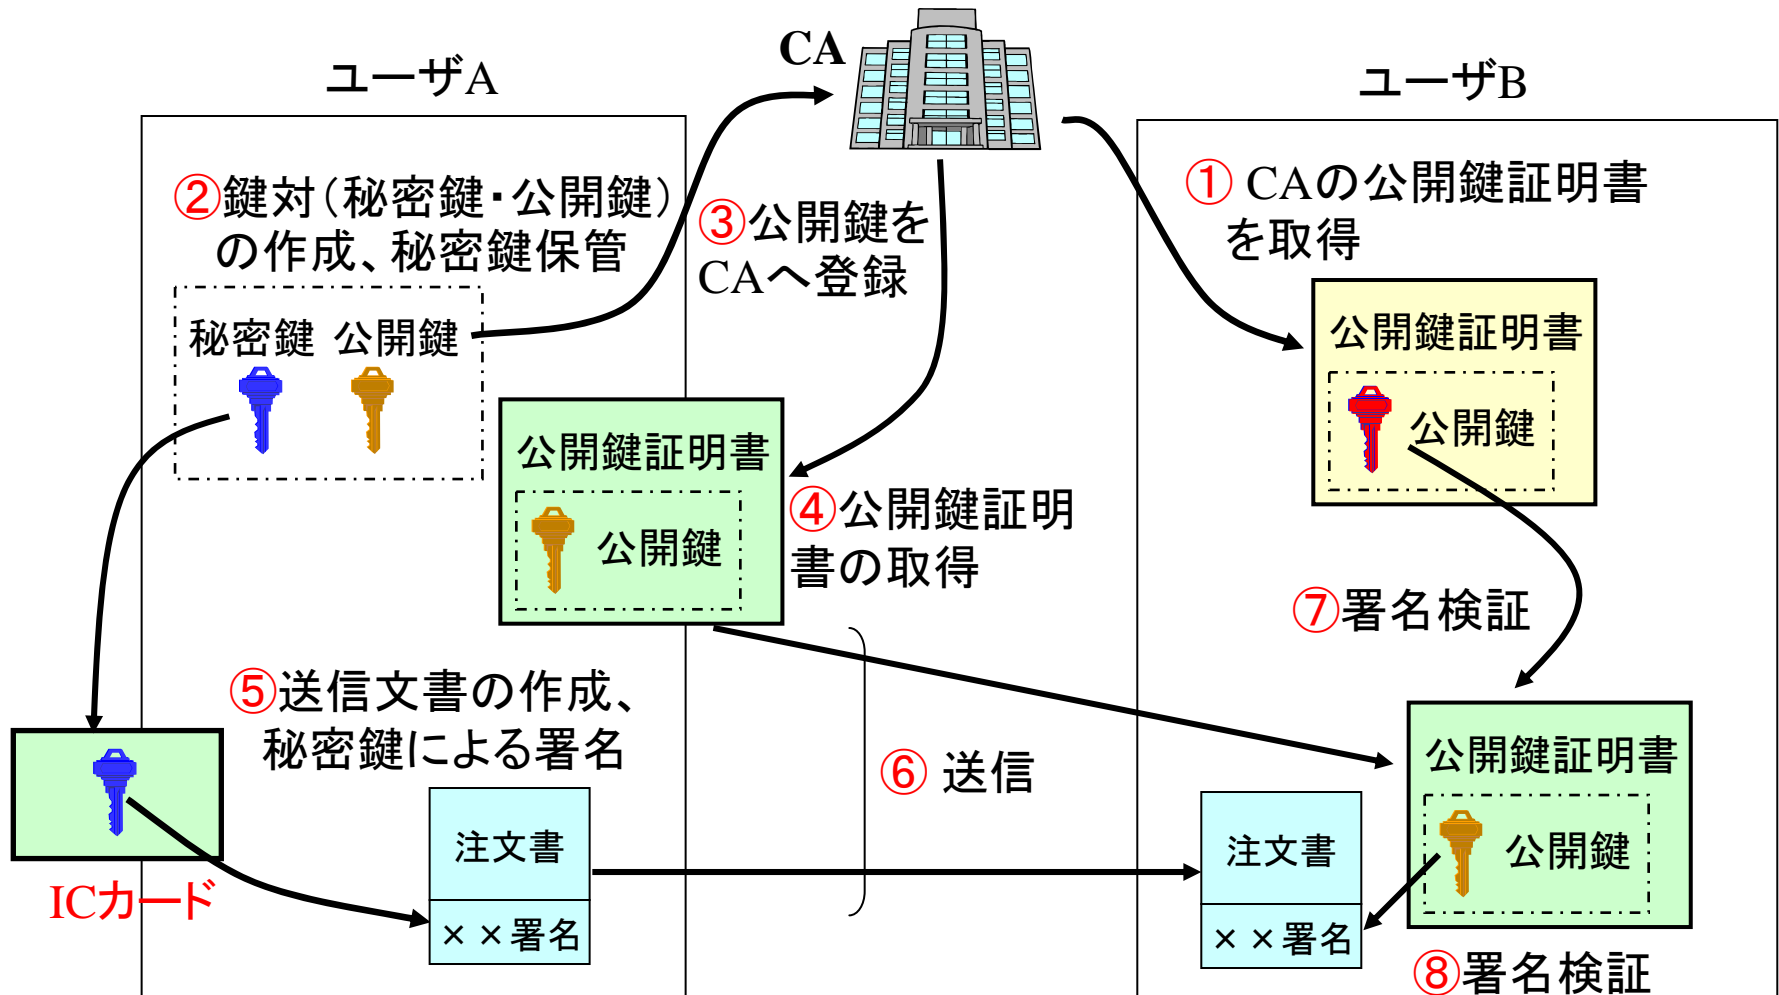 CA
ユーザA
ユーザB
②鍵対(秘密鍵・公開鍵)
の作成、秘密鍵保管
秘密鍵 公開鍵
③公開鍵を
CAへ登録
① CAの公開鍵証明書
を取得
公開鍵証明書
公開鍵
公開鍵証明書
公開鍵
④公開鍵証明
書の取得
⑦署名検証
⑤送信文書の作成、
秘密鍵による署名
⑥ 送信
ICカード
注文書
××署名
注文書
××署名
公開鍵証明書
公開鍵
⑧署名検証